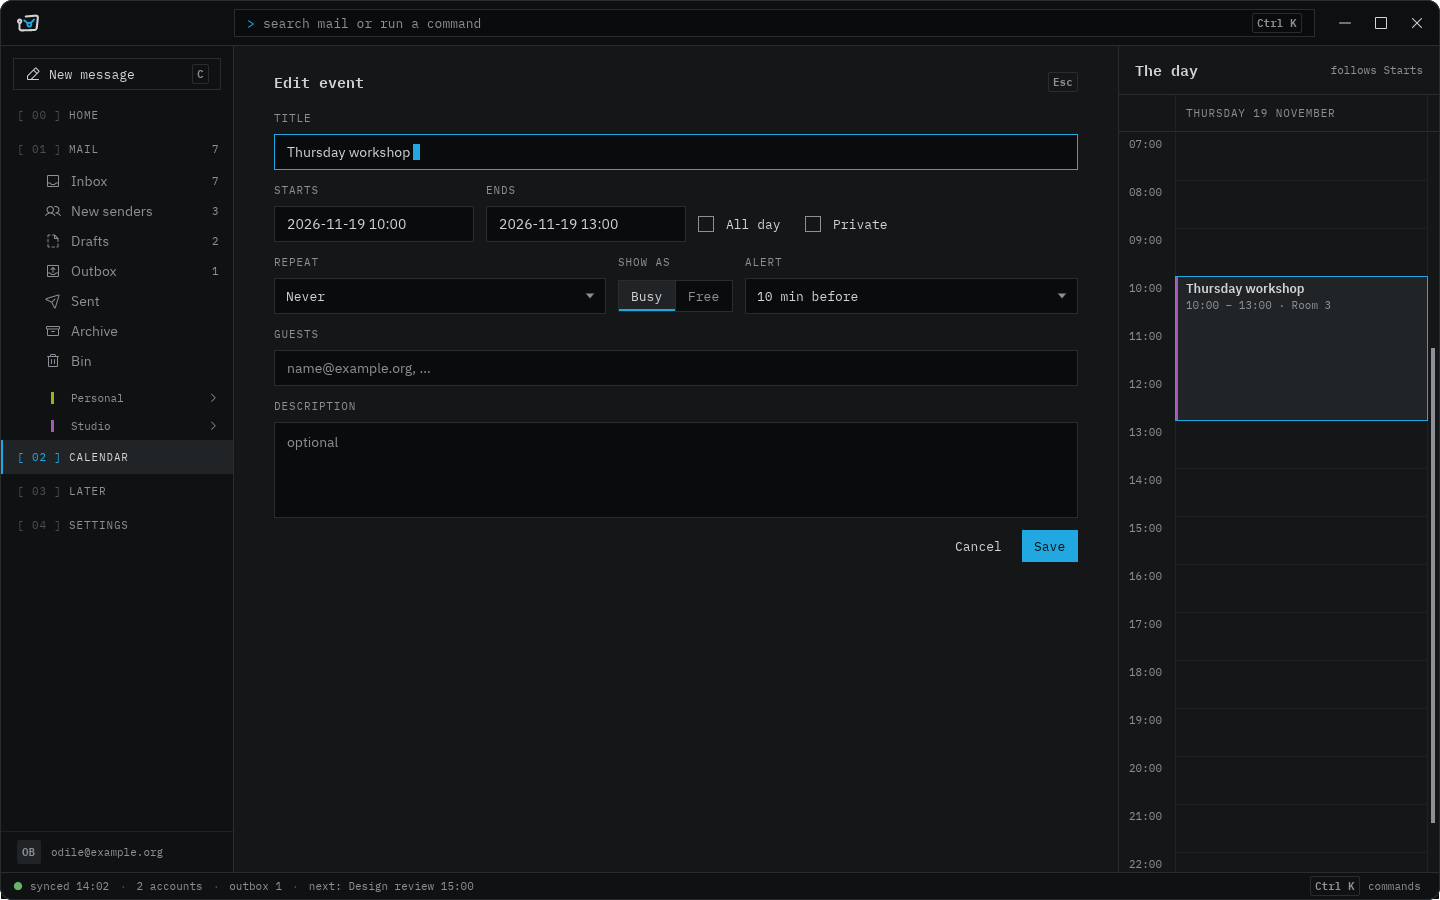 > search mail or run a command Ctrl K
New message C
[ 00 ] HOME
[ 01 ] MAIL 7
Inbox 7
New senders 3
Drafts 2
Outbox 1
Sent
Archive
Bin
Personal
Studio
[ 02 ] CALENDAR
[ 03 ] LATER
[ 04 ] SETTINGS
OB odile@example.org
Edit event Esc
TITLE
Thursday workshop
STARTS ENDS
2026-11-19 10:00 2026-11-19 13:00 All day Private
REPEAT SHOW AS ALERT
Never Busy Free 10 min before
GUESTS
name@example.org, ...
DESCRIPTION
optional
Cancel Save
The day follows Starts
THURSDAY 19 NOVEMBER
07:00
08:00
09:00
10:00 Thursday workshop
10:00 – 13:00 · Room 3
11:00
12:00
13:00
14:00
15:00
16:00
17:00
18:00
19:00
20:00
21:00
22:00
synced 14:02 · 2 accounts · outbox 1 · next: Design review 15:00 Ctrl K commands